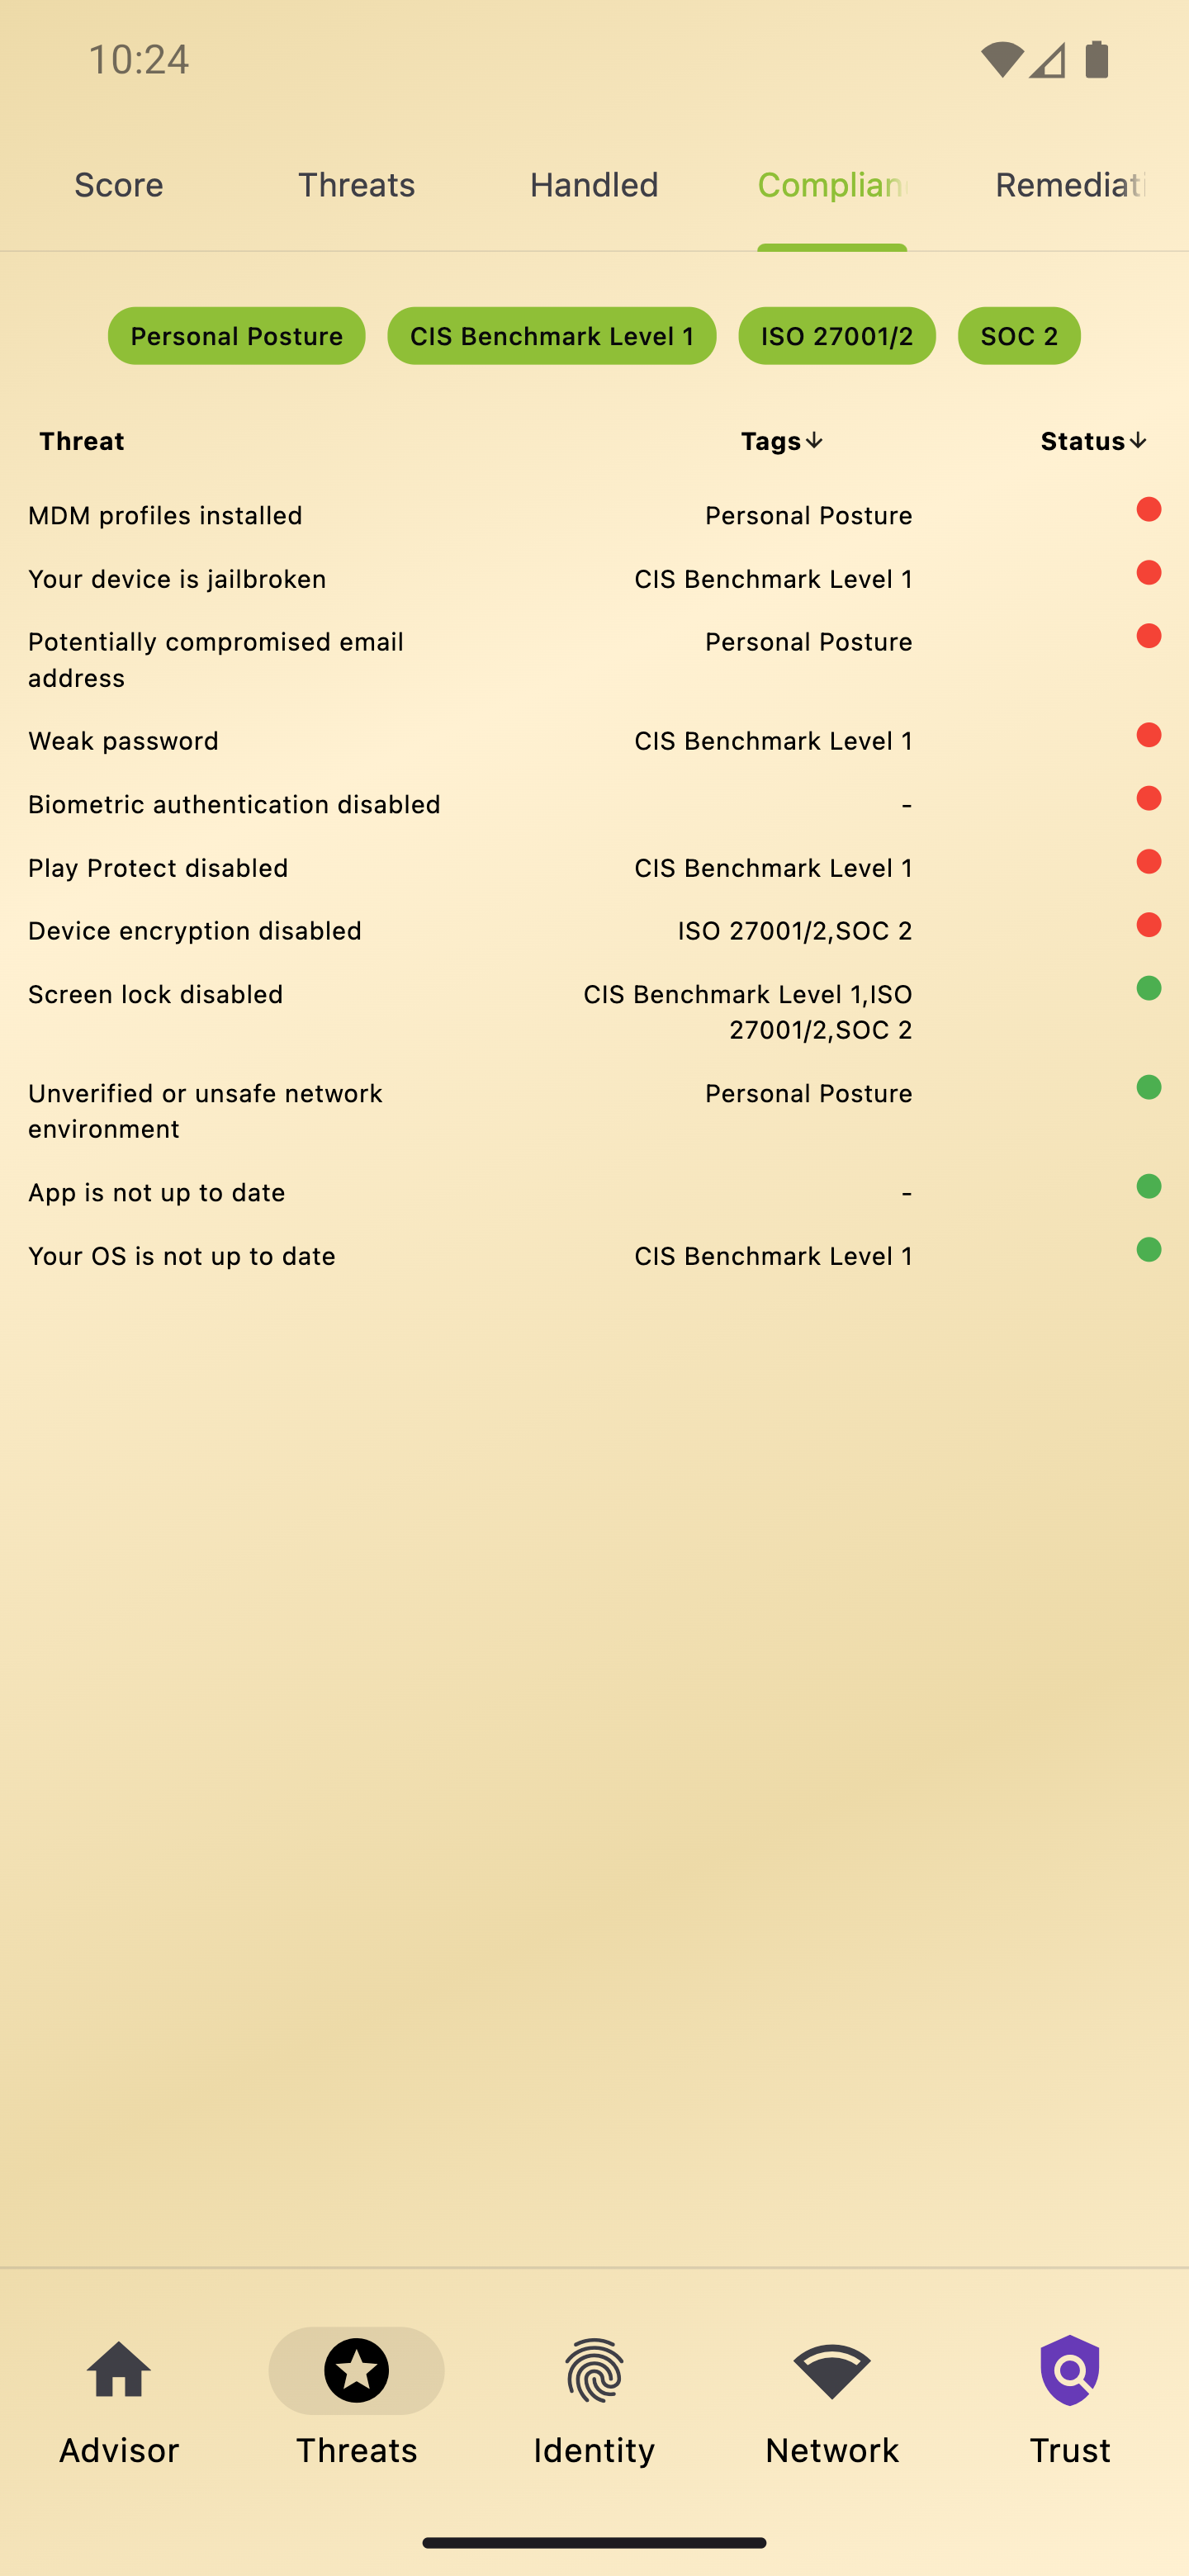 10:24
Score Threats Handled Complian Remediati
Personal Posture CIS Benchmark Level 1 ISO 27001/2 SOC 2
Threat Tags Status
MDM profiles installed Personal Posture
Your device is jailbroken CIS Benchmark Level 1
Potentially compromised email Personal Posture
address
Weak password CIS Benchmark Level 1
Biometric authentication disabled -
Play Protect disabled CIS Benchmark Level 1
Device encryption disabled ISO 27001/2,SOC 2
Screen lock disabled CIS Benchmark Level 1,ISO
27001/2,SOC 2
Unverified or unsafe network Personal Posture
environment
App is not up to date -
Your OS is not up to date CIS Benchmark Level 1
Advisor Threats Identity Network Trust